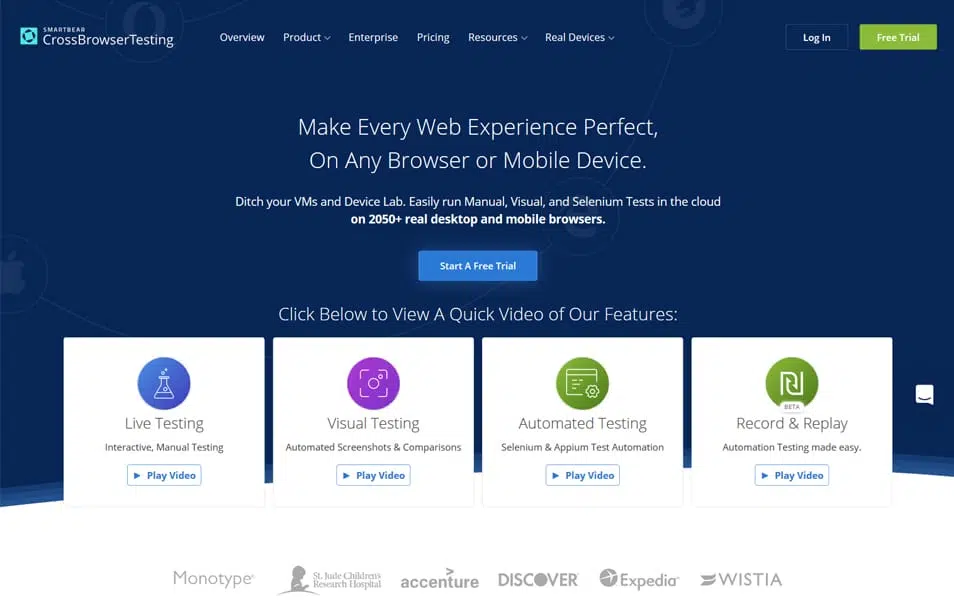 SMARTBEAR
CrossBrowserTesting
Overview Product Enterprise Pricing Resources Real Devices Log In Free Trial
Make Every Web Experience Perfect,
On Any Browser or Mobile Device.
Ditch your VMs and Device Lab. Easily run Manual, Visual, and Selenium Tests in the cloud
on 2050+ real desktop and mobile browsers.
Start A Free Trial
Click Below to View A Quick Video of Our Features:
BETA
Live Testing Visual Testing Automated Testing Record & Replay
Interactive, Manual Testing Automated Screenshots & Comparisons Selenium & Appium Test Automation Automation Testing made easy.
Play Video Play Video Play Video Play Video
Monotype St. Jude Children's Research Hospital accenture DISCOVER Expedia WISTIA